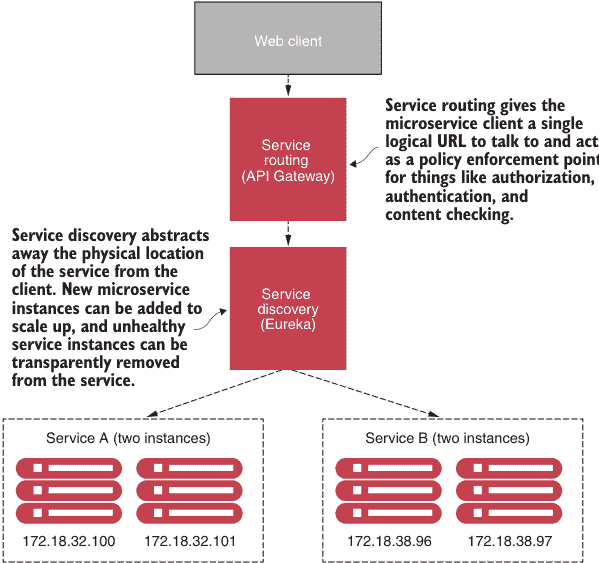 Web client
Service
routing
(API Gateway)
Service routing gives the
microservice client a single
logical URL to talk to and acts
as a policy enforcement point
for things like authorization,
authentication, and
content checking.
Service discovery abstracts
away the physical location
of the service from the
client. New microservice
instances can be added to
scale up, and unhealthy
service instances can be
transparently removed
from the service.
Service
discovery
(Eureka)
Service A (two instances)
172.18.32.100
172.18.32.101
Service B (two instances)
172.18.38.96
172.18.38.97